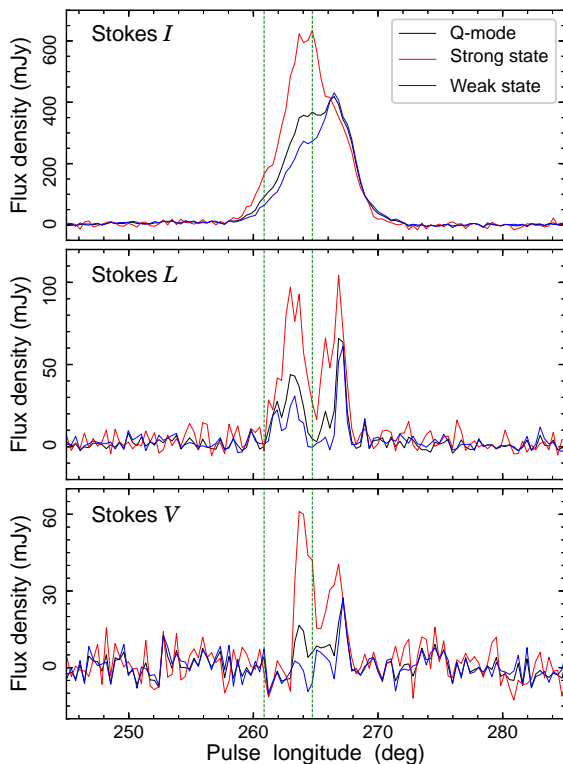 Stokes I
Q-mode
Strong state
Weak state
Flux density (mJy)
0
200
400
600
Stokes L
Flux density (mJy)
0
50
100
Stokes V
Flux density (mJy)
0
30
60
250
260
270
280
Pulse longitude (deg)